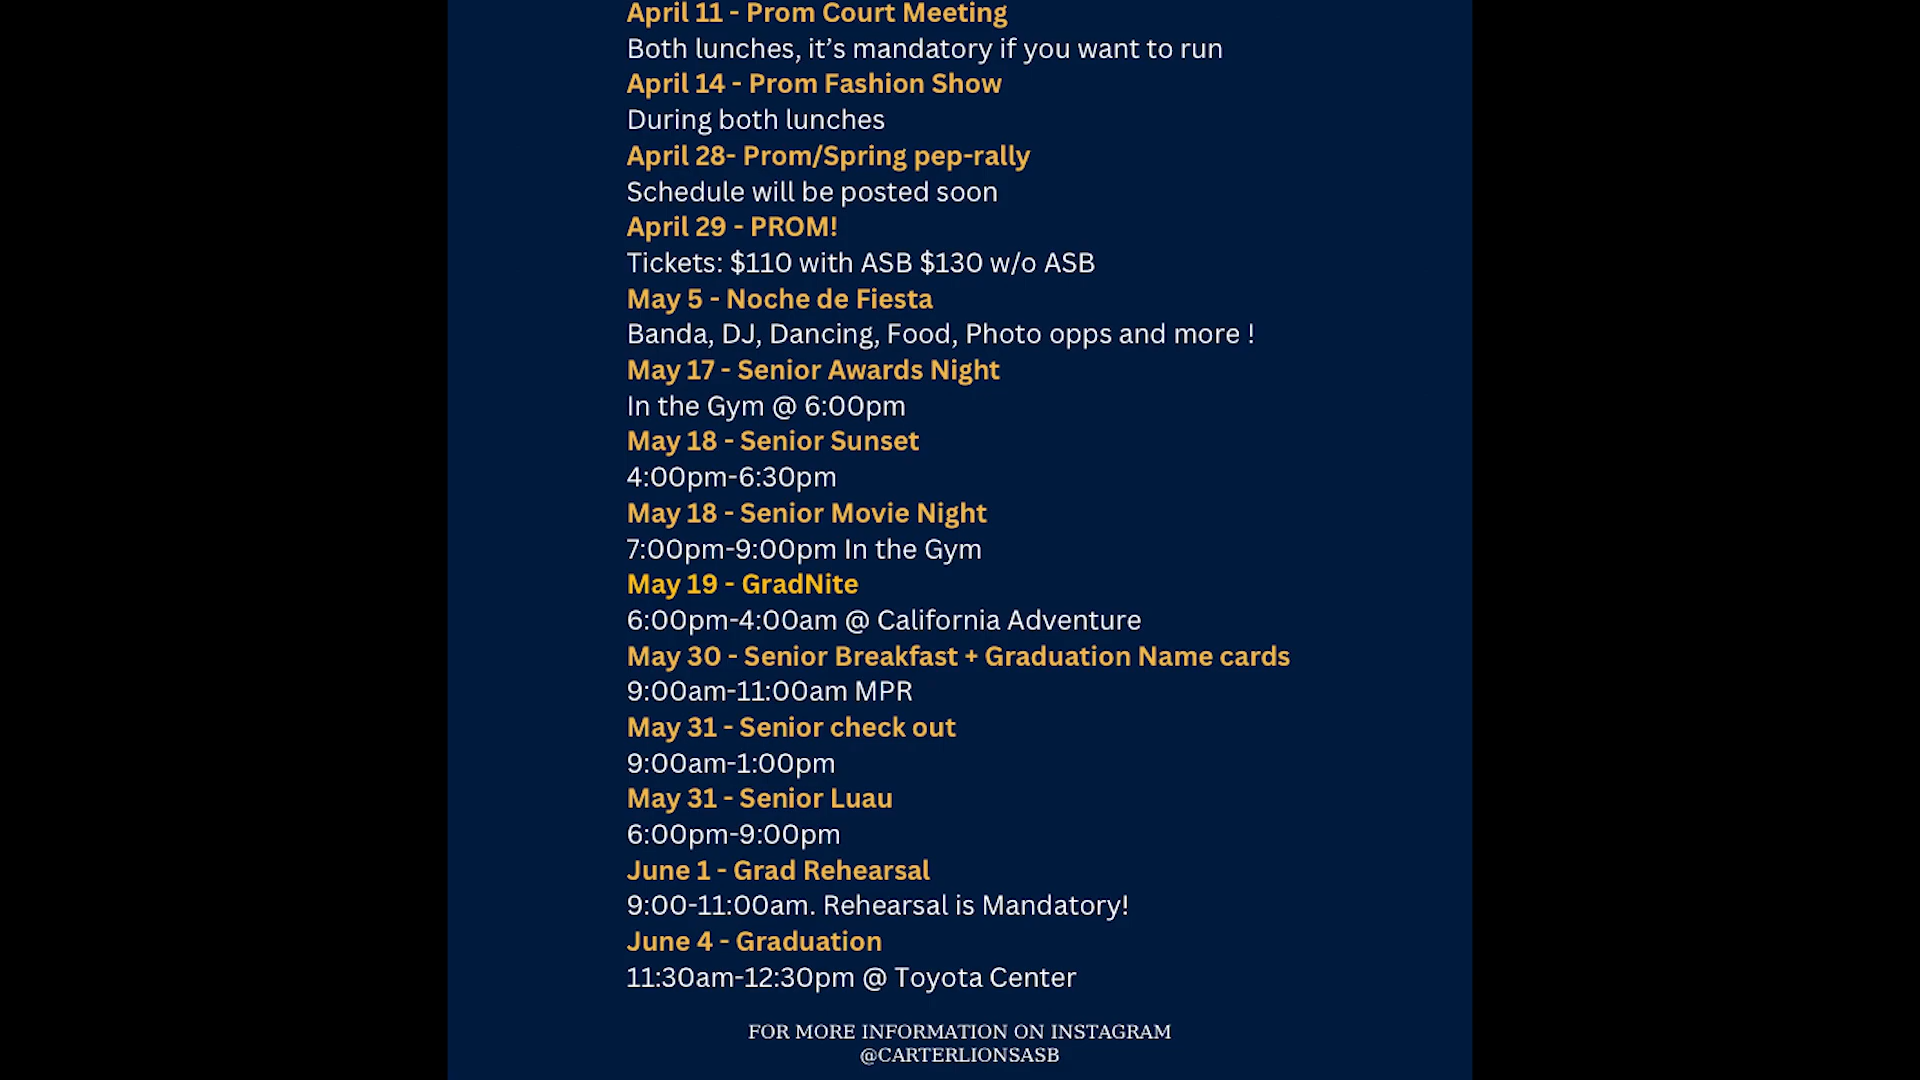 April 11 - Prom Court Meeting
Both lunches, it’s mandatory if you want to run
April 14 - Prom Fashion Show
During both lunches
April 28- Prom/Spring pep-rally
Schedule will be posted soon
April 29 - PROM!
Tickets: $110 with ASB $130 w/o ASB
May 5 - Noche de Fiesta
Banda, DJ, Dancing, Food, Photo opps and more !
May 17 - Senior Awards Night
In the Gym @ 6:00pm
May 18 - Senior Sunset
4:00pm-6:30pm
May 18 - Senior Movie Night
7:00pm-9:00pm In the Gym
May 19 - GradNite
6:00pm-4:00am @ California Adventure
May 30 - Senior Breakfast + Graduation Name cards
9:00am-11:00am MPR
May 31 - Senior check out
9:00am-1:00pm
May 31 - Senior Luau
6:00pm-9:00pm
June 1 - Grad Rehearsal
9:00-11:00am. Rehearsal is Mandatory!
June 4 - Graduation
11:30am-12:30pm @ Toyota Center
FOR MORE INFORMATION ON INSTAGRAM
@CARTERLIONSASB